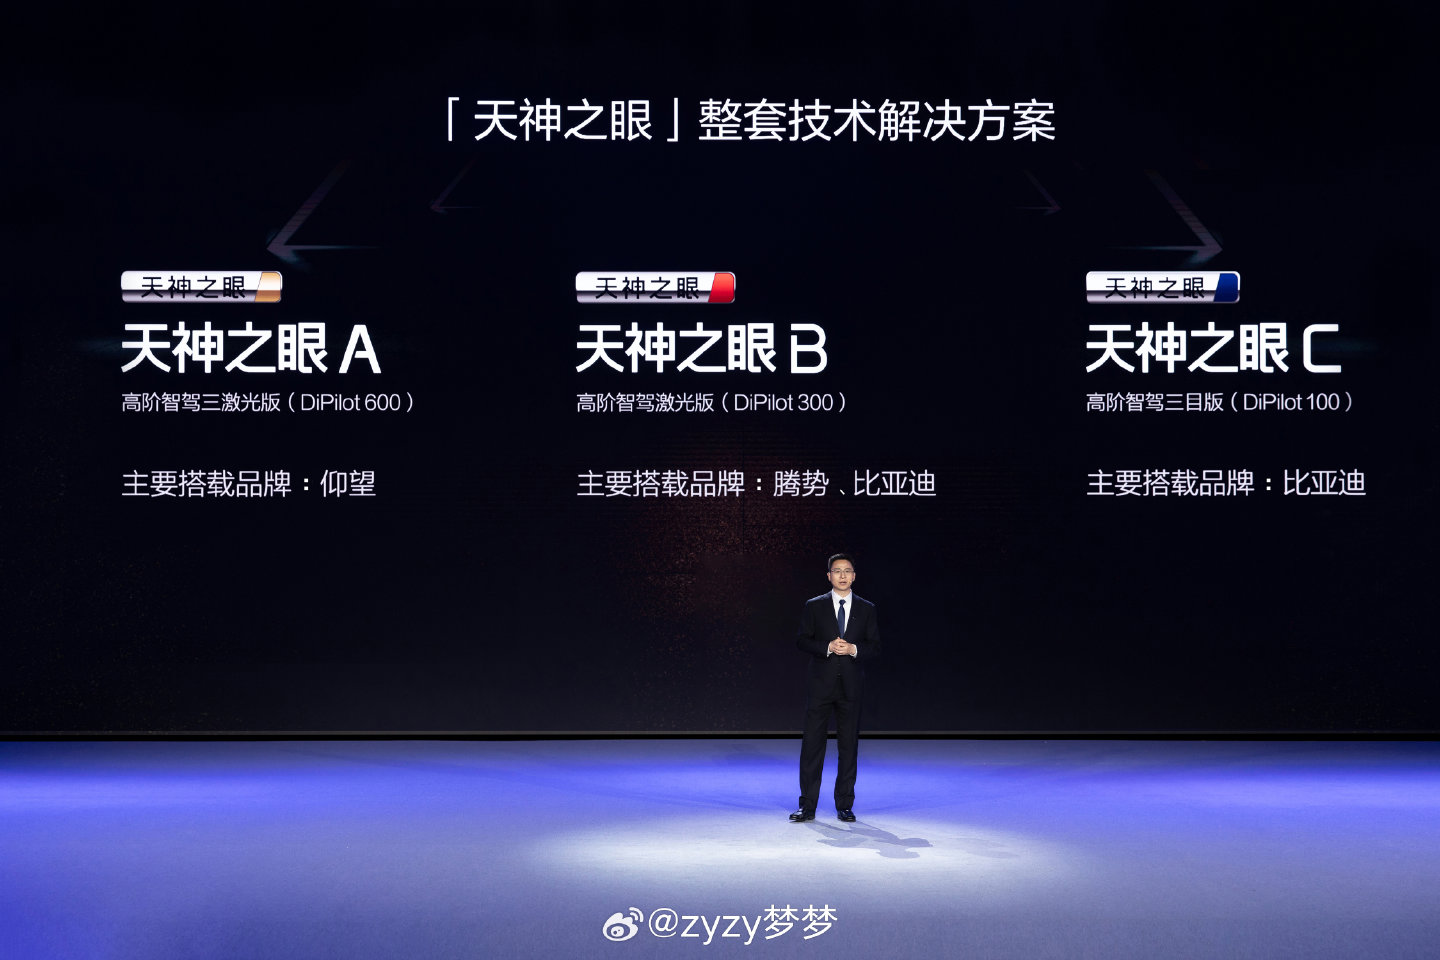 「天神之眼」整套技术解决方案
天神之眼
天神之眼 A
高阶智驾三激光版（DiPilot 600）
主要搭载品牌：仰望
天神之眼
天神之眼 B
高阶智驾激光版（DiPilot 300）
主要搭载品牌：腾势、比亚迪
天神之眼
天神之眼 C
高阶智驾三目版（DiPilot 100）
主要搭载品牌：比亚迪
@zyzy梦梦